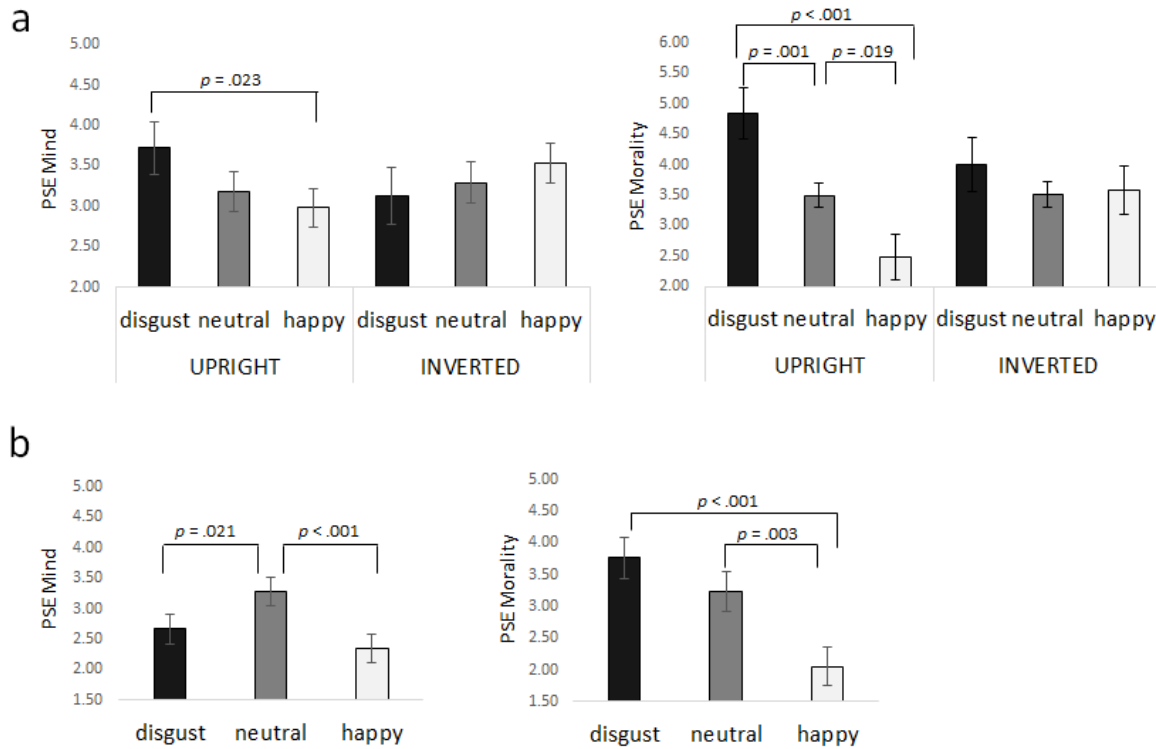 a
PSE Mind
5.00
4.50
4.00
3.50
3.00
2.50
2.00
p = .023
disgust neutral happy disgust neutral happy
UPRIGHT INVERTED
PSE Morality
6.00
5.50
5.00
4.50
4.00
3.50
3.00
2.50
2.00
p < .001
p = .001 p = .019
disgust neutral happy disgust neutral happy
UPRIGHT INVERTED
b
PSE Mind
5.00
4.50
4.00
3.50
3.00
2.50
2.00
1.50
p = .021 p < .001
disgust neutral happy
PSE Morality
5.00
4.50
4.00
3.50
3.00
2.50
2.00
1.50
p < .001
p = .003
disgust neutral happy